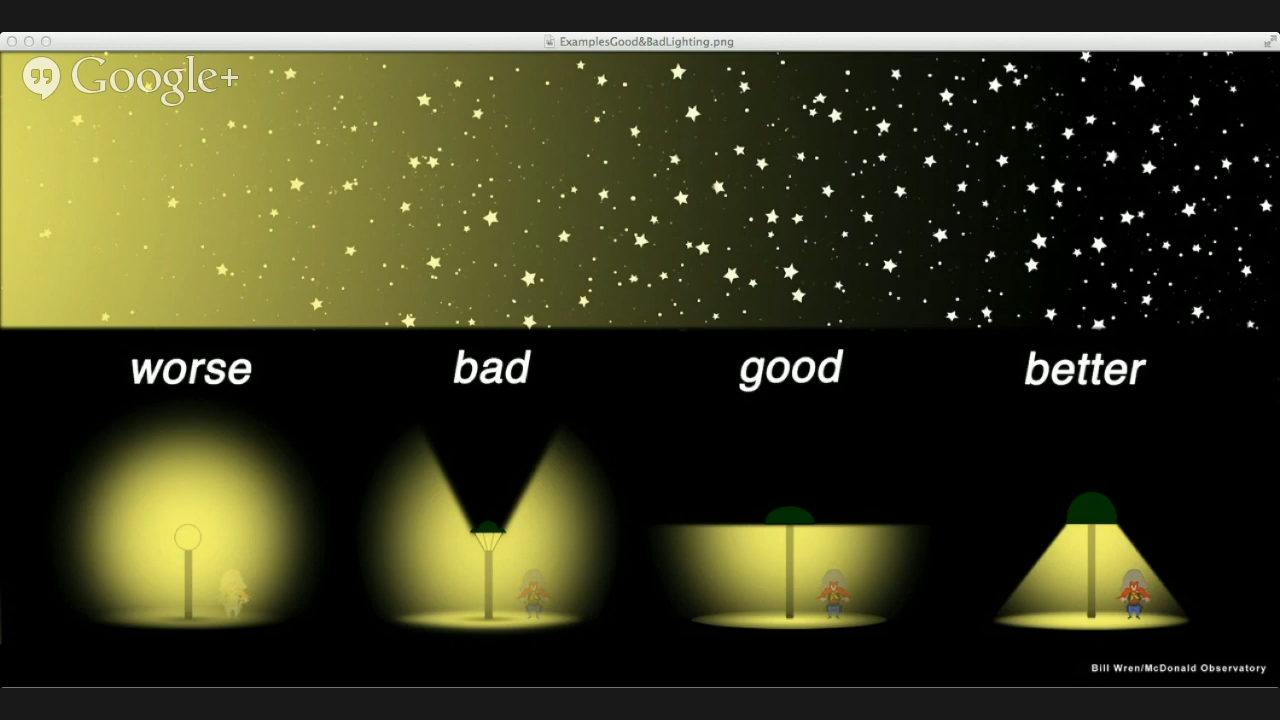 ExamplesGood&BadLighting.png
Google+
worse bad good better
Bill Wren/McDonald Observatory